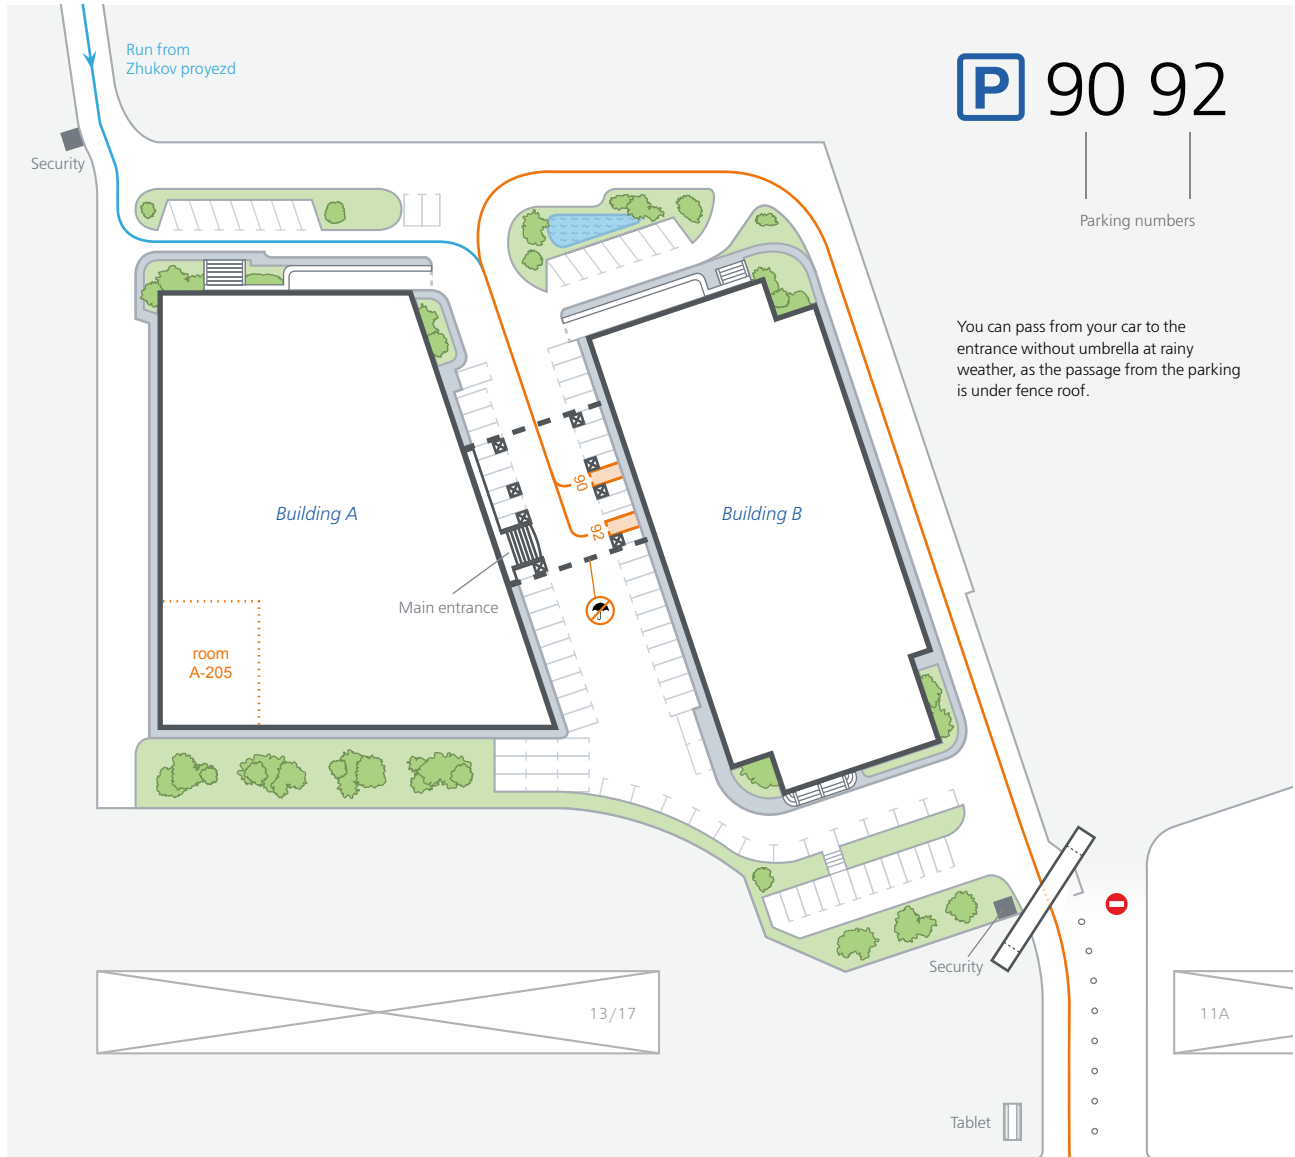 Run from
Zhukov proyezd
P 90 92
Parking numbers
Security
You can pass from your car to the
entrance without umbrella at rainy
weather, as the passage from the parking
is under fence roof.
90
92
Building A
Building B
Main entrance
room
A-205
Security
13/17
11A
Tablet